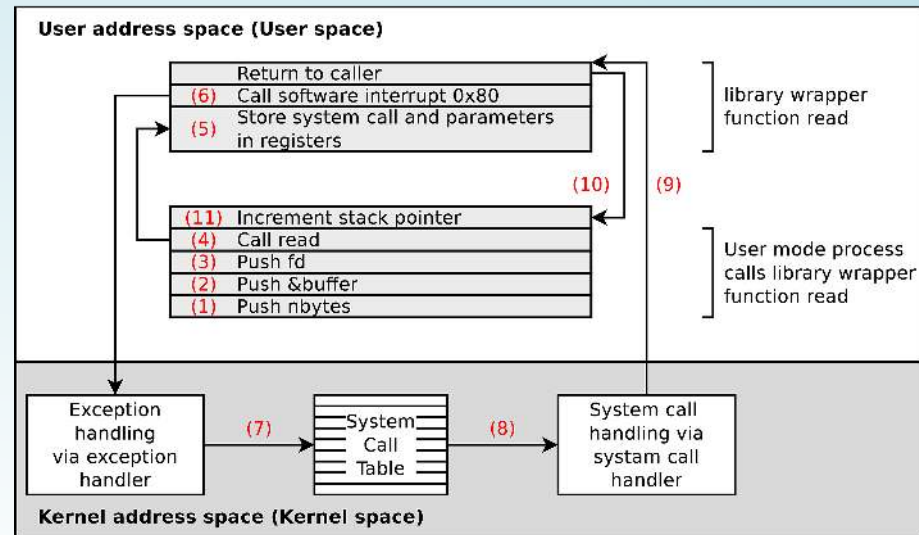 User address space (User space)
Return to caller
(6) Call software interrupt 0x80
(5) Store system call and parameters
in registers
library wrapper
function read
(10) (9)
(11) Increment stack pointer
(4) Call read
(3) Push fd
(2) Push &buffer
(1) Push nbytes
User mode process
calls library wrapper
function read
Exception
handling
via exception
handler
(7)
System
Call
Table
(8)
System call
handling via
systam call
handler
Kernel address space (Kernel space)